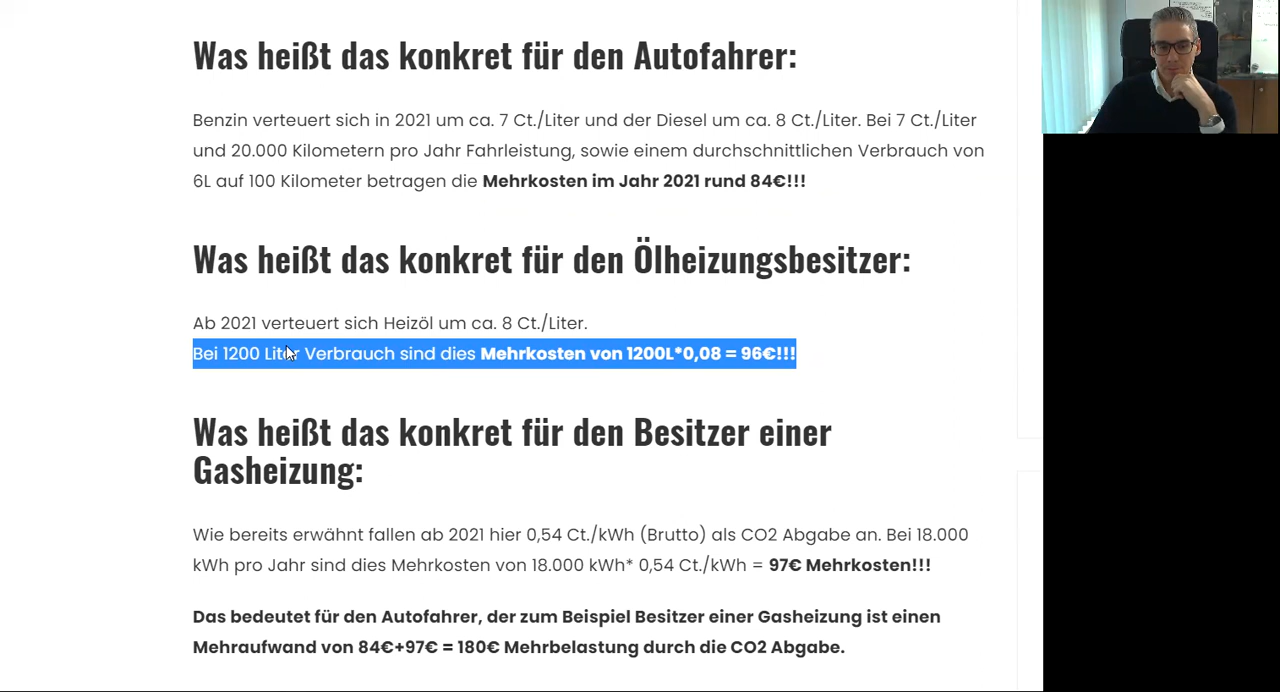 Was heißt das konkret für den Autofahrer:
Benzin verteuert sich in 2021 um ca. 7 Ct./Liter und der Diesel um ca. 8 Ct./Liter. Bei 7 Ct./Liter
und 20.000 Kilometern pro Jahr Fahrleistung, sowie einem durchschnittlichen Verbrauch von
6L auf 100 Kilometer betragen die Mehrkosten im Jahr 2021 rund 84€!!!
Was heißt das konkret für den Ölheizungsbesitzer:
Ab 2021 verteuert sich Heizöl um ca. 8 Ct./Liter.
Bei 1200 Liter Verbrauch sind dies Mehrkosten von 1200L*0,08 = 96€!!!
Was heißt das konkret für den Besitzer einer
Gasheizung:
Wie bereits erwähnt fallen ab 2021 hier 0,54 Ct./kWh (Brutto) als CO2 Abgabe an. Bei 18.000
kWh pro Jahr sind dies Mehrkosten von 18.000 kWh* 0,54 Ct./kWh = 97€ Mehrkosten!!!
Das bedeutet für den Autofahrer, der zum Beispiel Besitzer einer Gasheizung ist einen
Mehraufwand von 84€+97€ = 180€ Mehrbelastung durch die CO2 Abgabe.